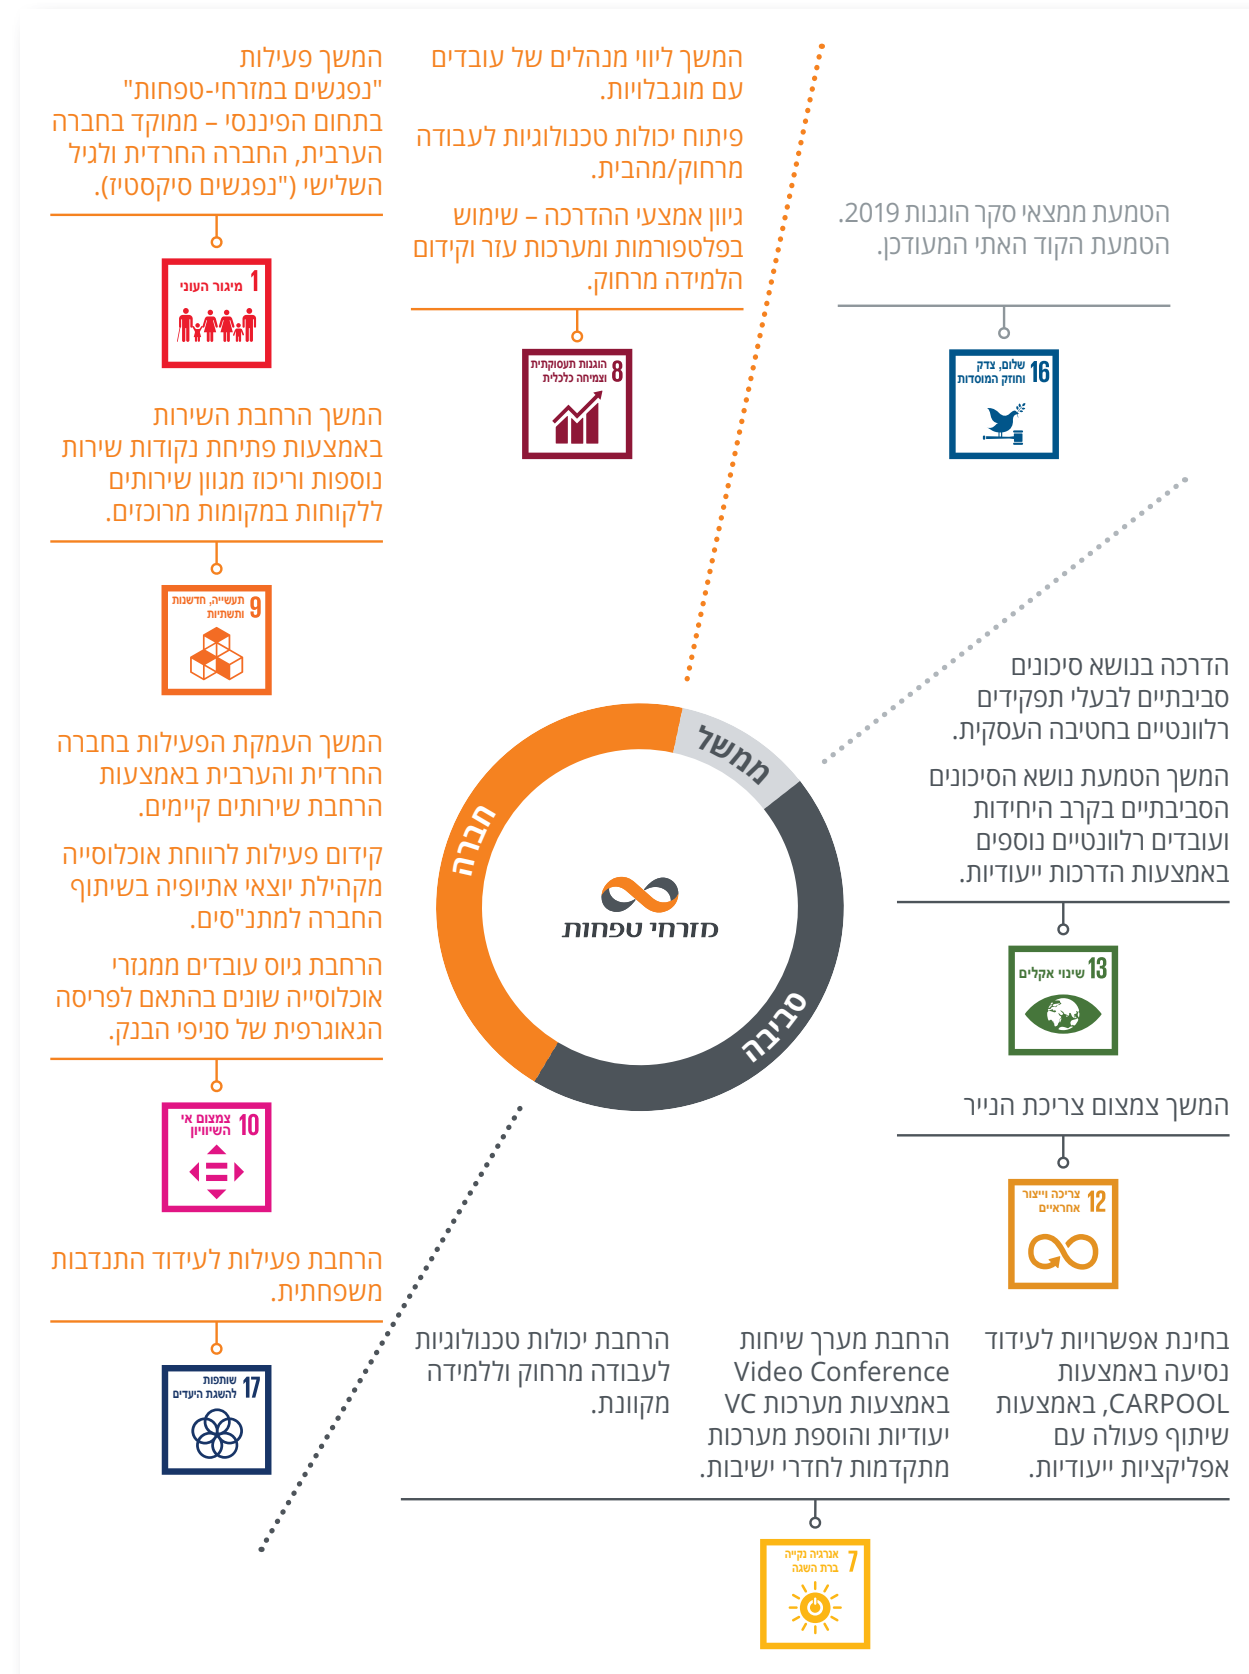 הטמעת ממצאי סקר הוגנות 2019.
הטמעת הקוד האתי המעודכן.
16 שלום, צדק
וחוזק המוסדות
המשך ליווי מנהלים של עובדים
עם מוגבלויות.
פיתוח יכולות טכנולוגיות לעבודה
מרחוק/מהבית.
גיוון אמצעי ההדרכה – שימוש
בפלטפורמות ומערכות עזר וקידום
הלמידה מרחוק.
8 הוגנות תעסוקתית
וצמיחה כלכלית
המשך פעילות
"נפגשים במזרחי-טפחות"
בתחום הפיננסי – ממוקד בחברה
הערבית, החברה החרדית ולגיל
השלישי ("נפגשים סיקסטיז).
1 מיגור העוני
המשך הרחבת השירות
באמצעות פתיחת נקודות שירות
נוספות וריכוז מגוון שירותים
ללקוחות במקומות מרוכזים.
9 תעשייה, חדשנות
ותשתיות
המשך העמקת הפעילות בחברה
החרדית והערבית באמצעות
הרחבת שירותים קיימים.
קידום פעילות לרווחת אוכלוסייה
מקהילת יוצאי אתיופיה בשיתוף
החברה למתנ"סים.
הרחבת גיוס עובדים ממגזרי
אוכלוסייה שונים בהתאם לפריסה
הגאוגרפית של סניפי הבנק.
10 צמצום אי
השיוויון
הרחבת פעילות לעידוד התנדבות
משפחתית.
17 שותפות
להשגת היעדים
ממשל
חברה
סביבה
מזרחי טפחות
הדרכה בנושא סיכונים
סביבתיים לבעלי תפקידים
רלוונטיים בחטיבה העסקית.
המשך הטמעת נושא הסיכונים
הסביבתיים בקרב היחידות
ועובדים רלוונטיים נוספים
באמצעות הדרכות ייעודיות.
13 שינוי אקלים
המשך צמצום צריכת הנייר
12 צריכה וייצור
אחראיים
בחינת אפשרויות לעידוד
נסיעה באמצעות
CARPOOL, באמצעות
שיתוף פעולה עם
אפליקציות ייעודיות.
הרחבת מערך שיחות
Video Conference
באמצעות מערכות VC
יעודיות והוספת מערכות
מתקדמות לחדרי ישיבות.
הרחבת יכולות טכנולוגיות
לעבודה מרחוק וללמידה
מקוונת.
7 אנרגיה נקייה
ברת השגה